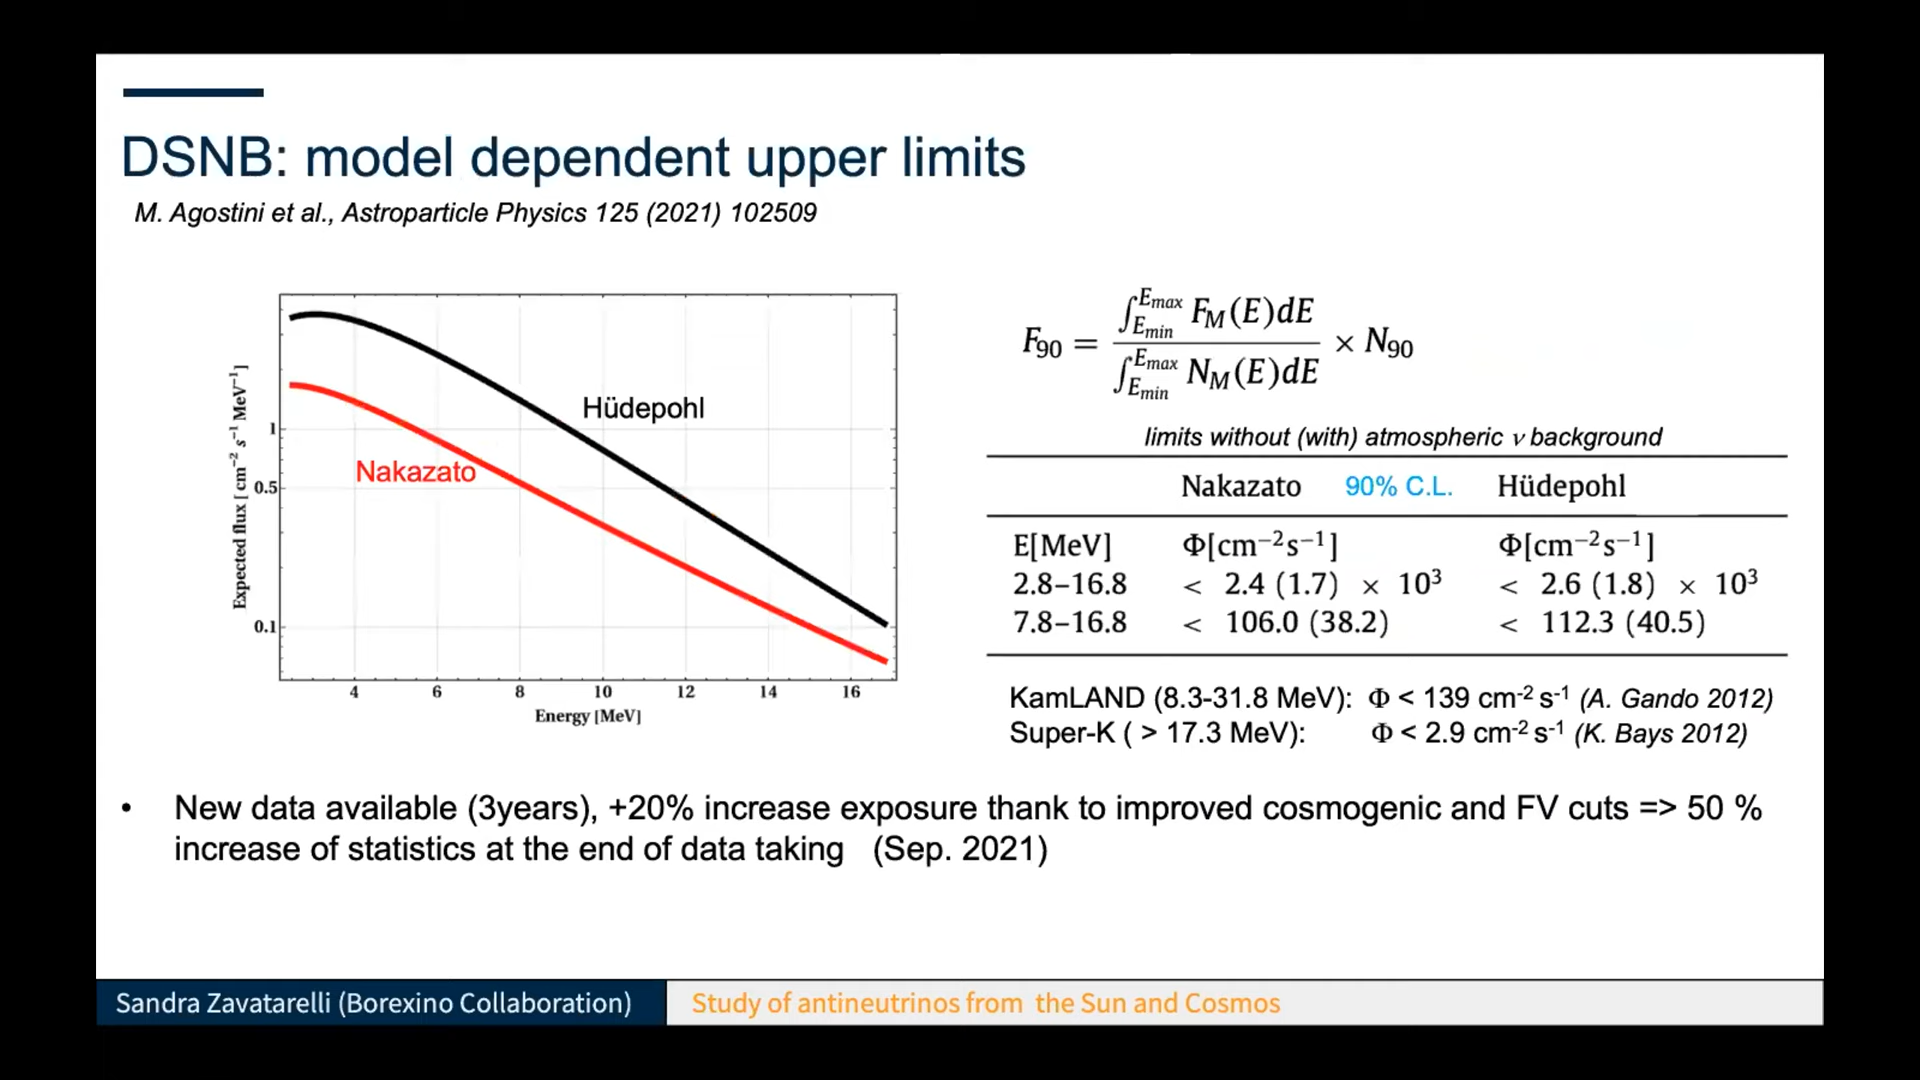 DSNB: model dependent upper limits
M. Agostini et al., Astroparticle Physics 125 (2021) 102509
Expected flux [ cm⁻² s⁻¹ MeV⁻¹]
1
0.5
0.1
Hüdepohl
Nakazato
4 6 8 10 12 14 16
Energy [MeV]
F₉₀ = ∫_{E_min}^{E_max} F_M(E)dE / ∫_{E_min}^{E_max} N_M(E)dE × N₉₀
limits without (with) atmospheric ν background
Nakazato 90% C.L. Hüdepohl
E[MeV] Φ[cm⁻²s⁻¹] Φ[cm⁻²s⁻¹]
2.8–16.8 < 2.4 (1.7) × 10³ < 2.6 (1.8) × 10³
7.8–16.8 < 106.0 (38.2) < 112.3 (40.5)
KamLAND (8.3-31.8 MeV): Φ < 139 cm⁻² s⁻¹ (A. Gando 2012)
Super-K ( > 17.3 MeV): Φ < 2.9 cm⁻² s⁻¹ (K. Bays 2012)
• New data available (3years), +20% increase exposure thank to improved cosmogenic and FV cuts => 50 %
increase of statistics at the end of data taking (Sep. 2021)
Sandra Zavatarelli (Borexino Collaboration) Study of antineutrinos from the Sun and Cosmos